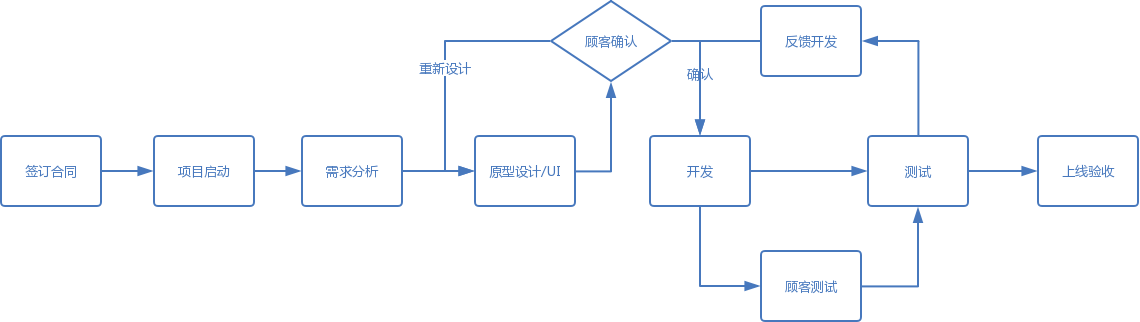 顾客确认
反馈开发
重新设计
确认
签订合同
项目启动
需求分析
原型设计/UI
开发
测试
上线验收
顾客测试